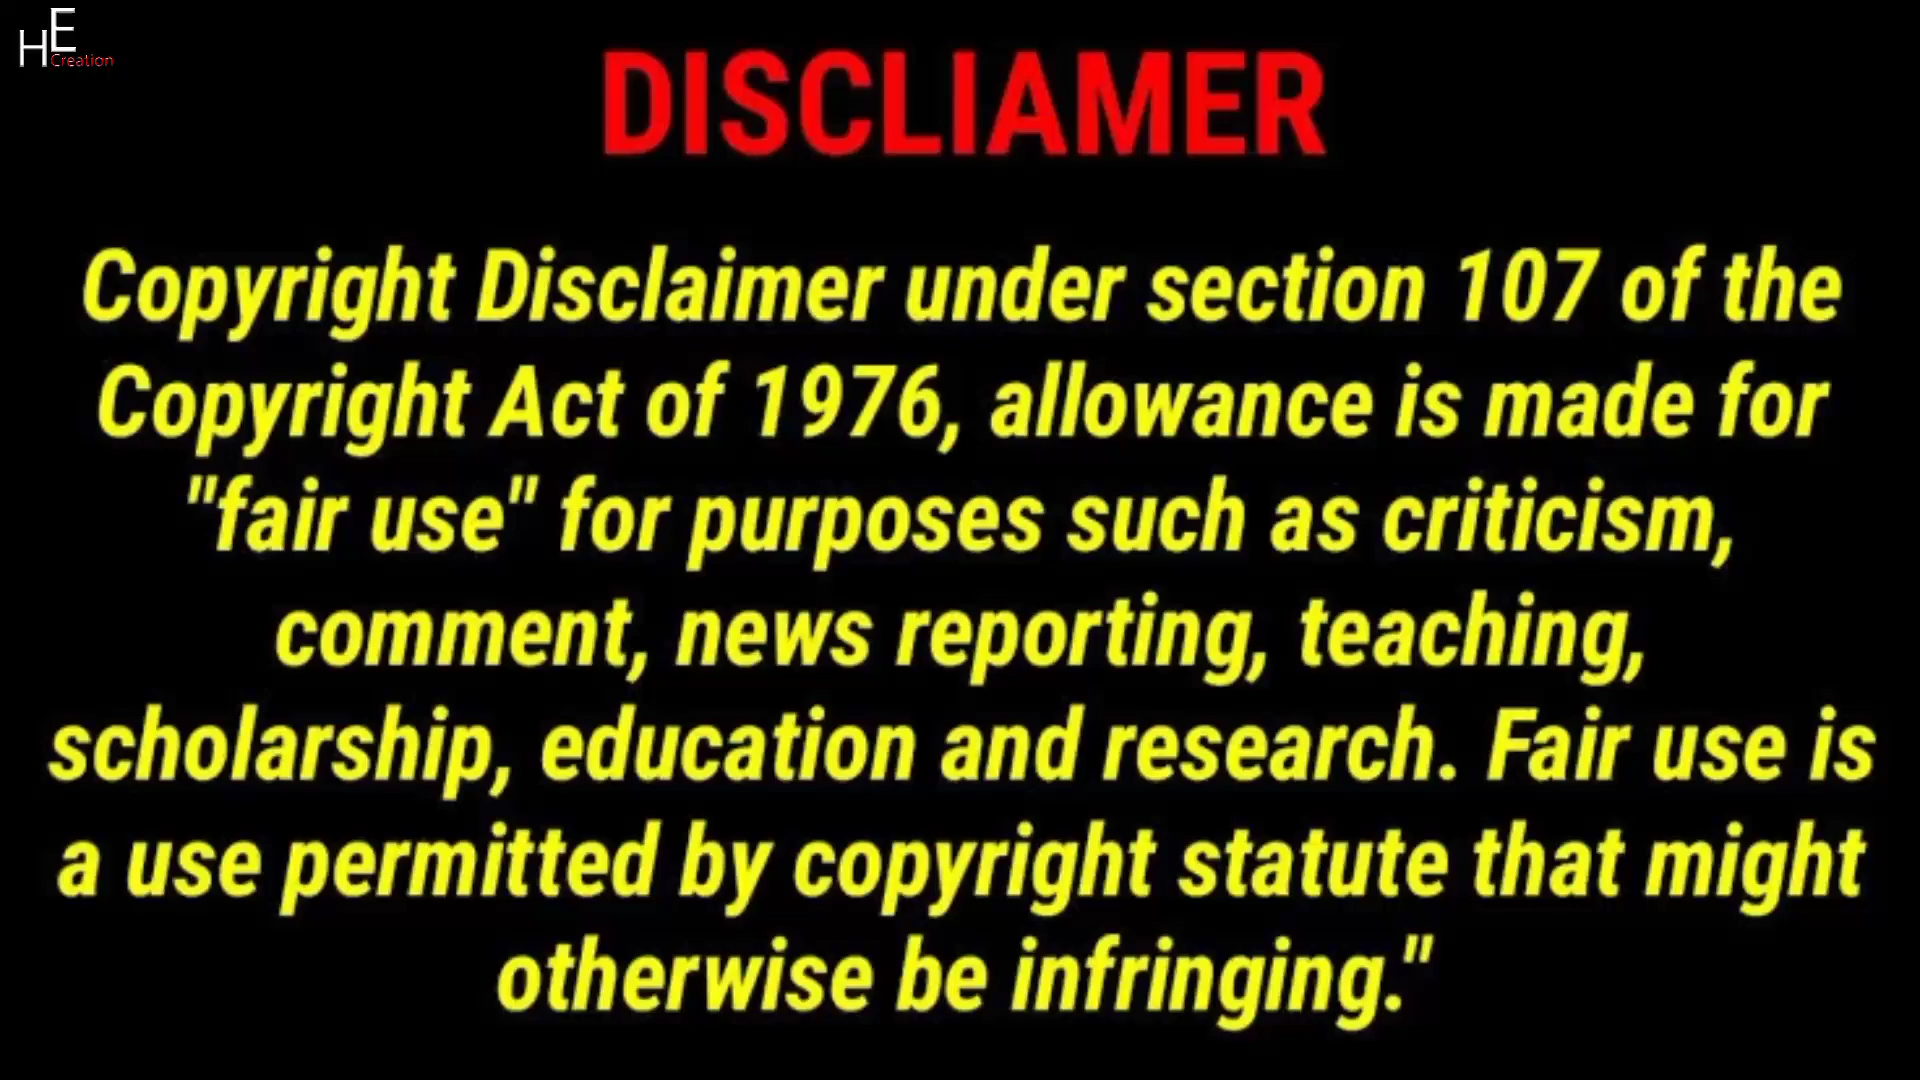 HE
Creation
DISCLIAMER
Copyright Disclaimer under section 107 of the
Copyright Act of 1976, allowance is made for
"fair use" for purposes such as criticism,
comment, news reporting, teaching,
scholarship, education and research. Fair use is
a use permitted by copyright statute that might
otherwise be infringing."